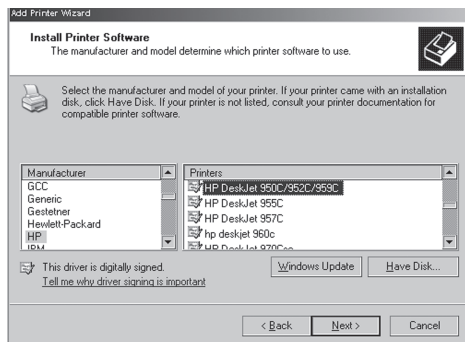 Add Printer Wizard
Install Printer Software
The manufacturer and model determine which printer software to use.
Select the manufacturer and model of your printer. If your printer came with an installation
disk, click Have Disk. If your printer is not listed, consult your printer documentation for
compatible printer software.
Manufacturer
GCC
Generic
Gestetner
Hewlett-Packard
HP
IBM
Printers
HP DeskJet 950C/952C/959C
HP DeskJet 955C
HP DeskJet 957C
hp deskjet 960c
HP DeskJet 970Cse
This driver is digitally signed.
Tell me why driver signing is important
Windows Update
Have Disk...
< Back
Next >
Cancel